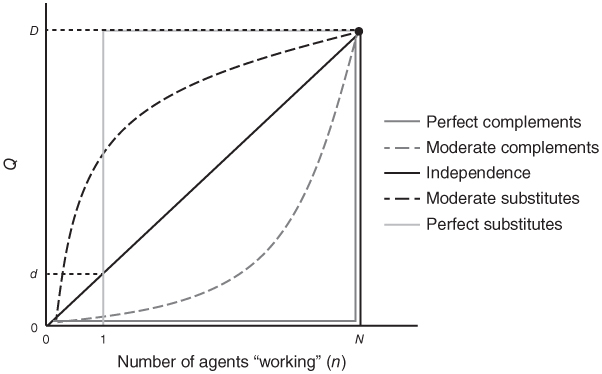 D
Q
d
0
0 1 N
Number of agents “working” (n)
Perfect complements
Moderate complements
Independence
Moderate substitutes
Perfect substitutes